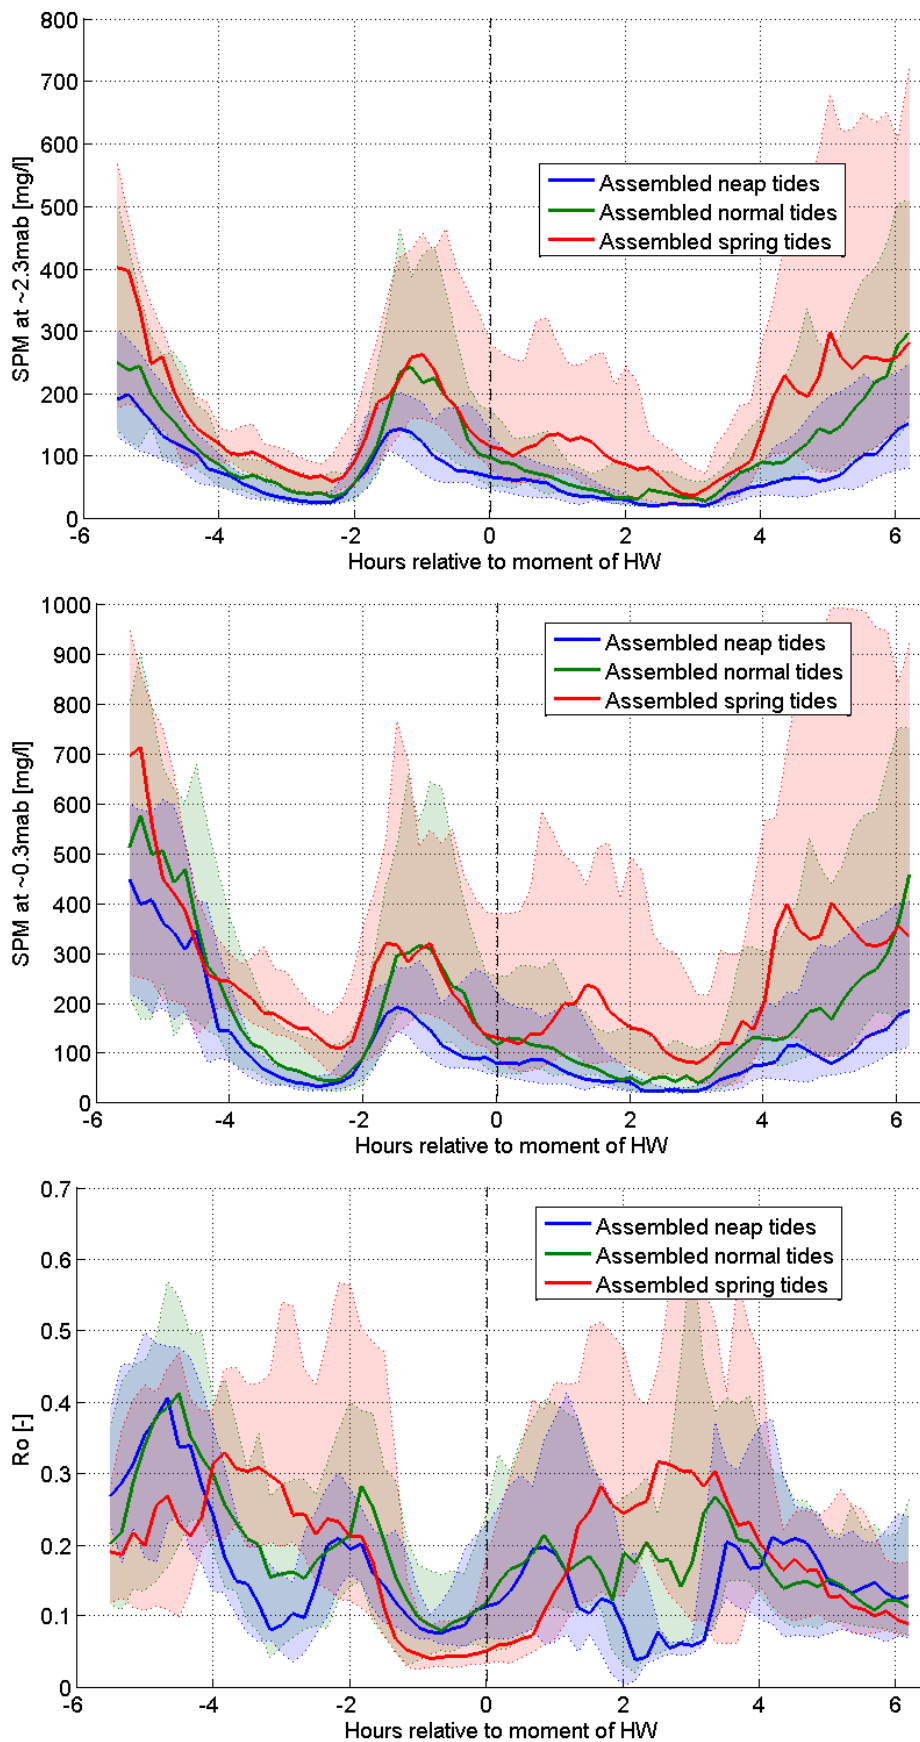 800
700
600
500
400
300
200
100
0
SPM at ~2.3mab [mg/l]
Assembled neap tides
Assembled normal tides
Assembled spring tides
-6 -4 -2 0 2 4 6
Hours relative to moment of HW
1000
900
800
700
600
500
400
300
200
100
0
SPM at ~0.3mab [mg/l]
Assembled neap tides
Assembled normal tides
Assembled spring tides
-6 -4 -2 0 2 4 6
Hours relative to moment of HW
0.7
0.6
0.5
0.4
0.3
0.2
0.1
0
Ro [-]
Assembled neap tides
Assembled normal tides
Assembled spring tides
-6 -4 -2 0 2 4 6
Hours relative to moment of HW